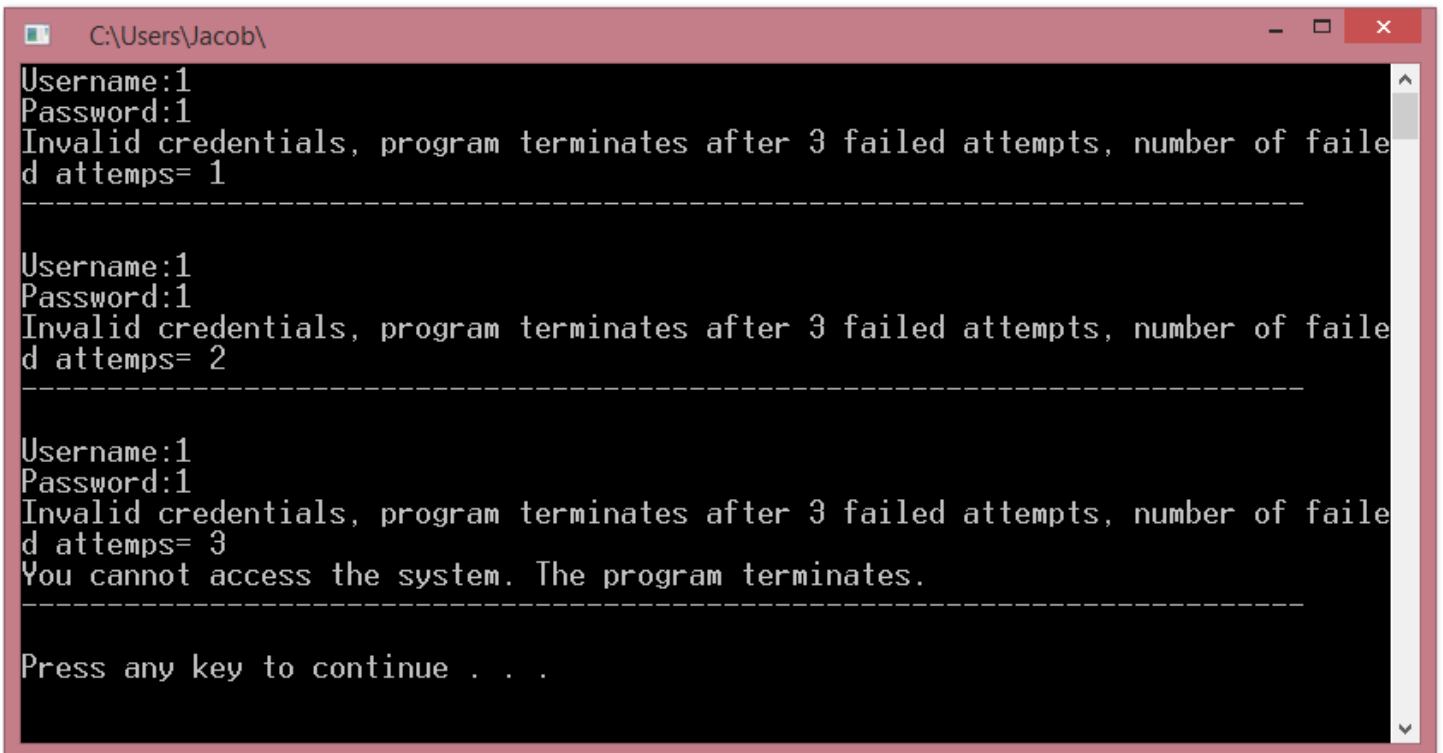 C:\Users\Jacob\
Username:1
Password:1
Invalid credentials, program terminates after 3 failed attempts, number of faile
d attemps= 1
---------------------------------------------------------------------------
Username:1
Password:1
Invalid credentials, program terminates after 3 failed attempts, number of faile
d attemps= 2
---------------------------------------------------------------------------
Username:1
Password:1
Invalid credentials, program terminates after 3 failed attempts, number of faile
d attemps= 3
You cannot access the system. The program terminates.
---------------------------------------------------------------------------
Press any key to continue . . .